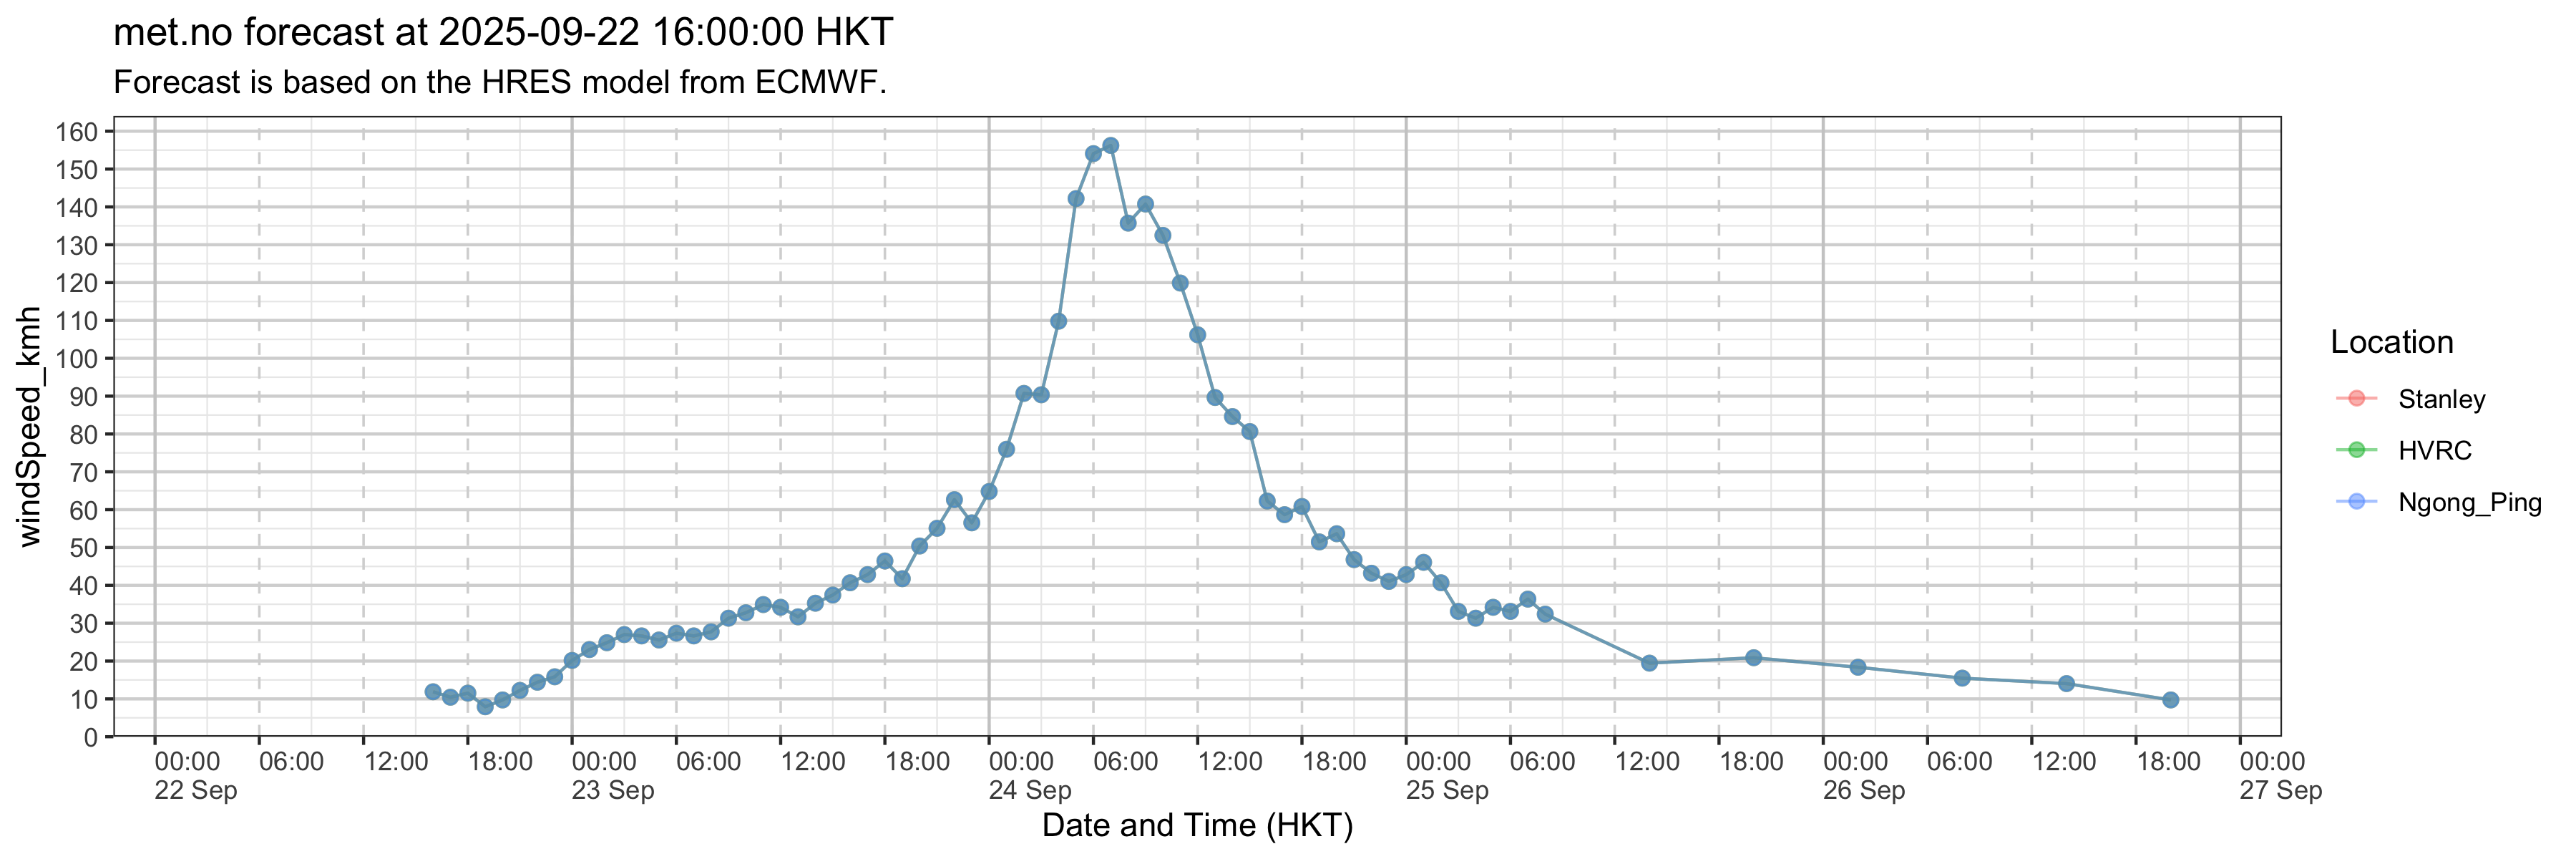 met.no forecast at 2025-09-22 16:00:00 HKT
Forecast is based on the HRES model from ECMWF.
windSpeed_kmh
160
150
140
130
120
110
100
90
80
70
60
50
40
30
20
10
0
00:00 06:00 12:00 18:00 00:00 06:00 12:00 18:00 00:00 06:00 12:00 18:00 00:00 06:00 12:00 18:00 00:00 06:00 12:00 18:00 00:00
22 Sep 23 Sep 24 Sep 25 Sep 26 Sep 27 Sep
Date and Time (HKT)
Location
Stanley
HVRC
Ngong_Ping